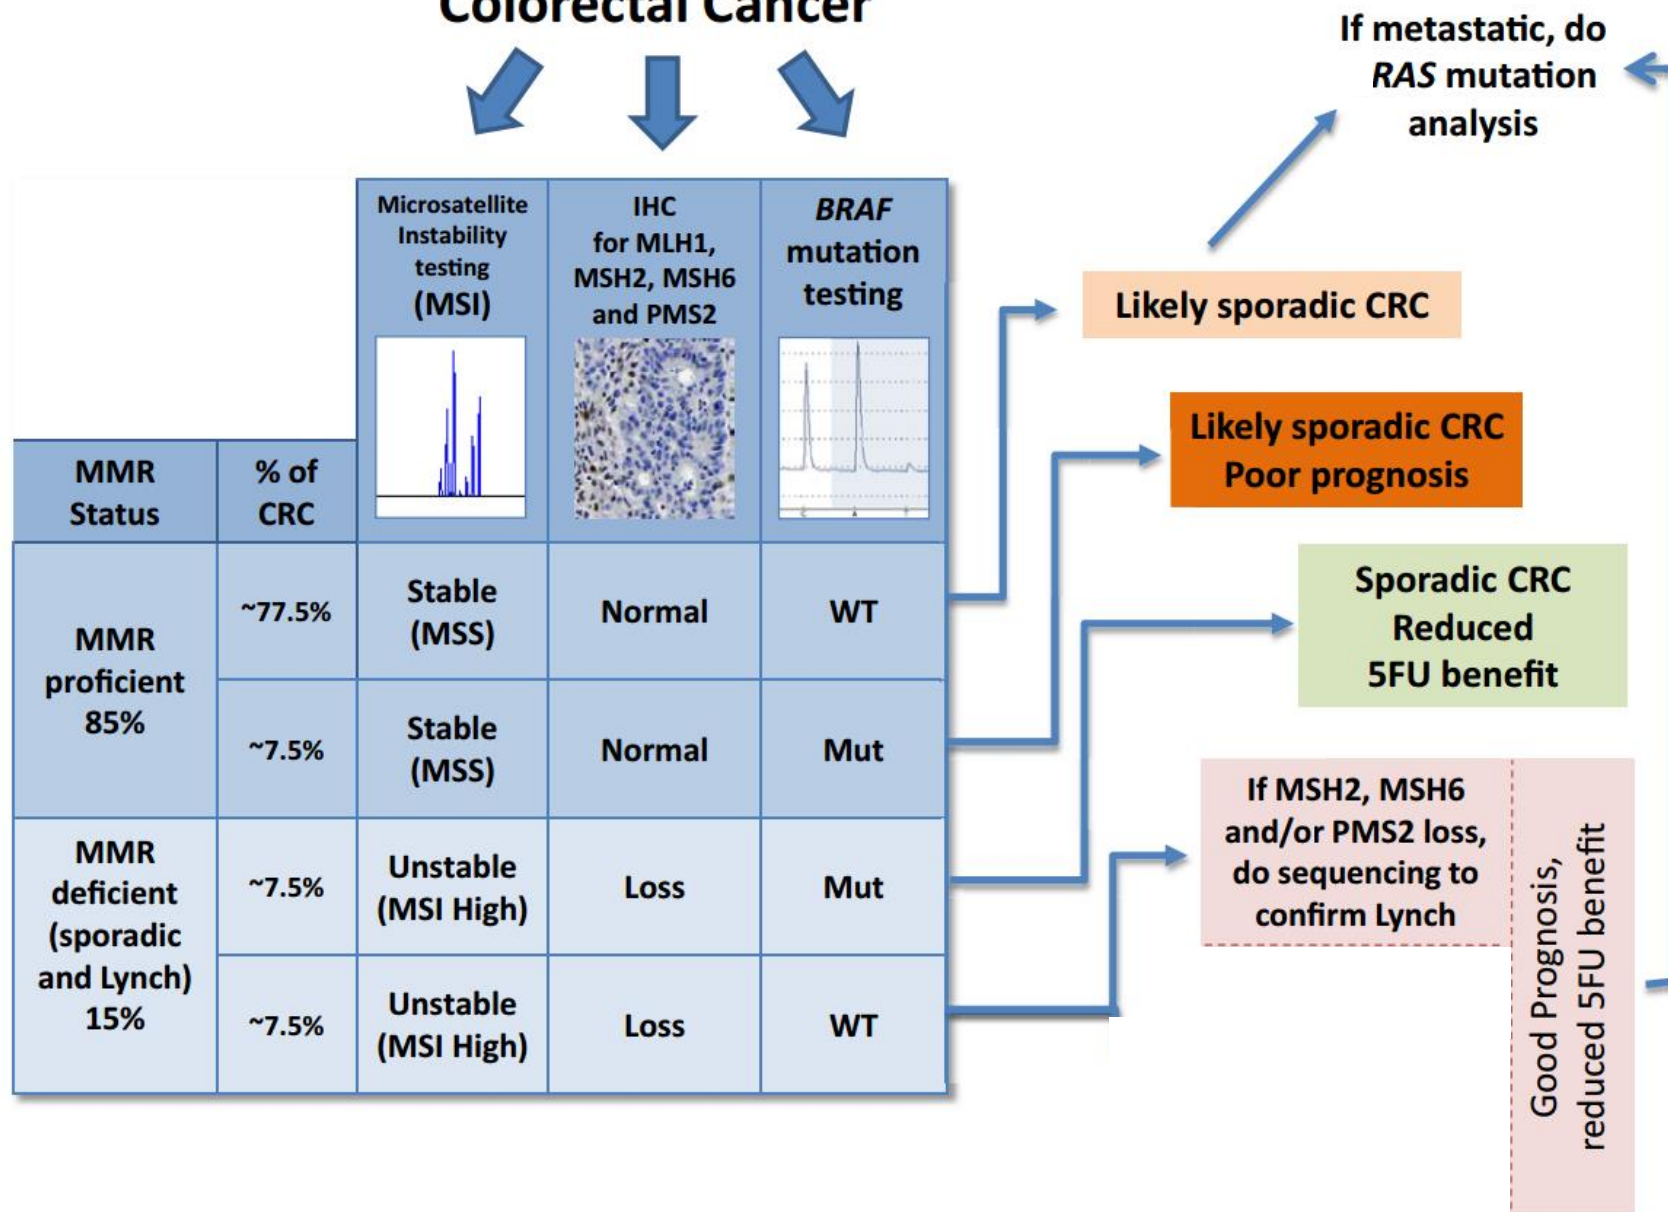 Colorectal Cancer
If metastatic, do
RAS mutation
analysis
Microsatellite
Instability
testing
(MSI)
IHC
for MLH1,
MSH2, MSH6
and PMS2
BRAF
mutation
testing
Likely sporadic CRC
Likely sporadic CRC
Poor prognosis
MMR
Status
% of
CRC
Sporadic CRC
Reduced
5FU benefit
MMR
proficient
85%
~77.5%
Stable
(MSS)
Normal
WT
~7.5%
Stable
(MSS)
Normal
Mut
MMR
deficient
(sporadic
and Lynch)
15%
~7.5%
Unstable
(MSI High)
Loss
Mut
~7.5%
Unstable
(MSI High)
Loss
WT
If MSH2, MSH6
and/or PMS2 loss,
do sequencing to
confirm Lynch
Good Prognosis,
reduced 5FU benefit